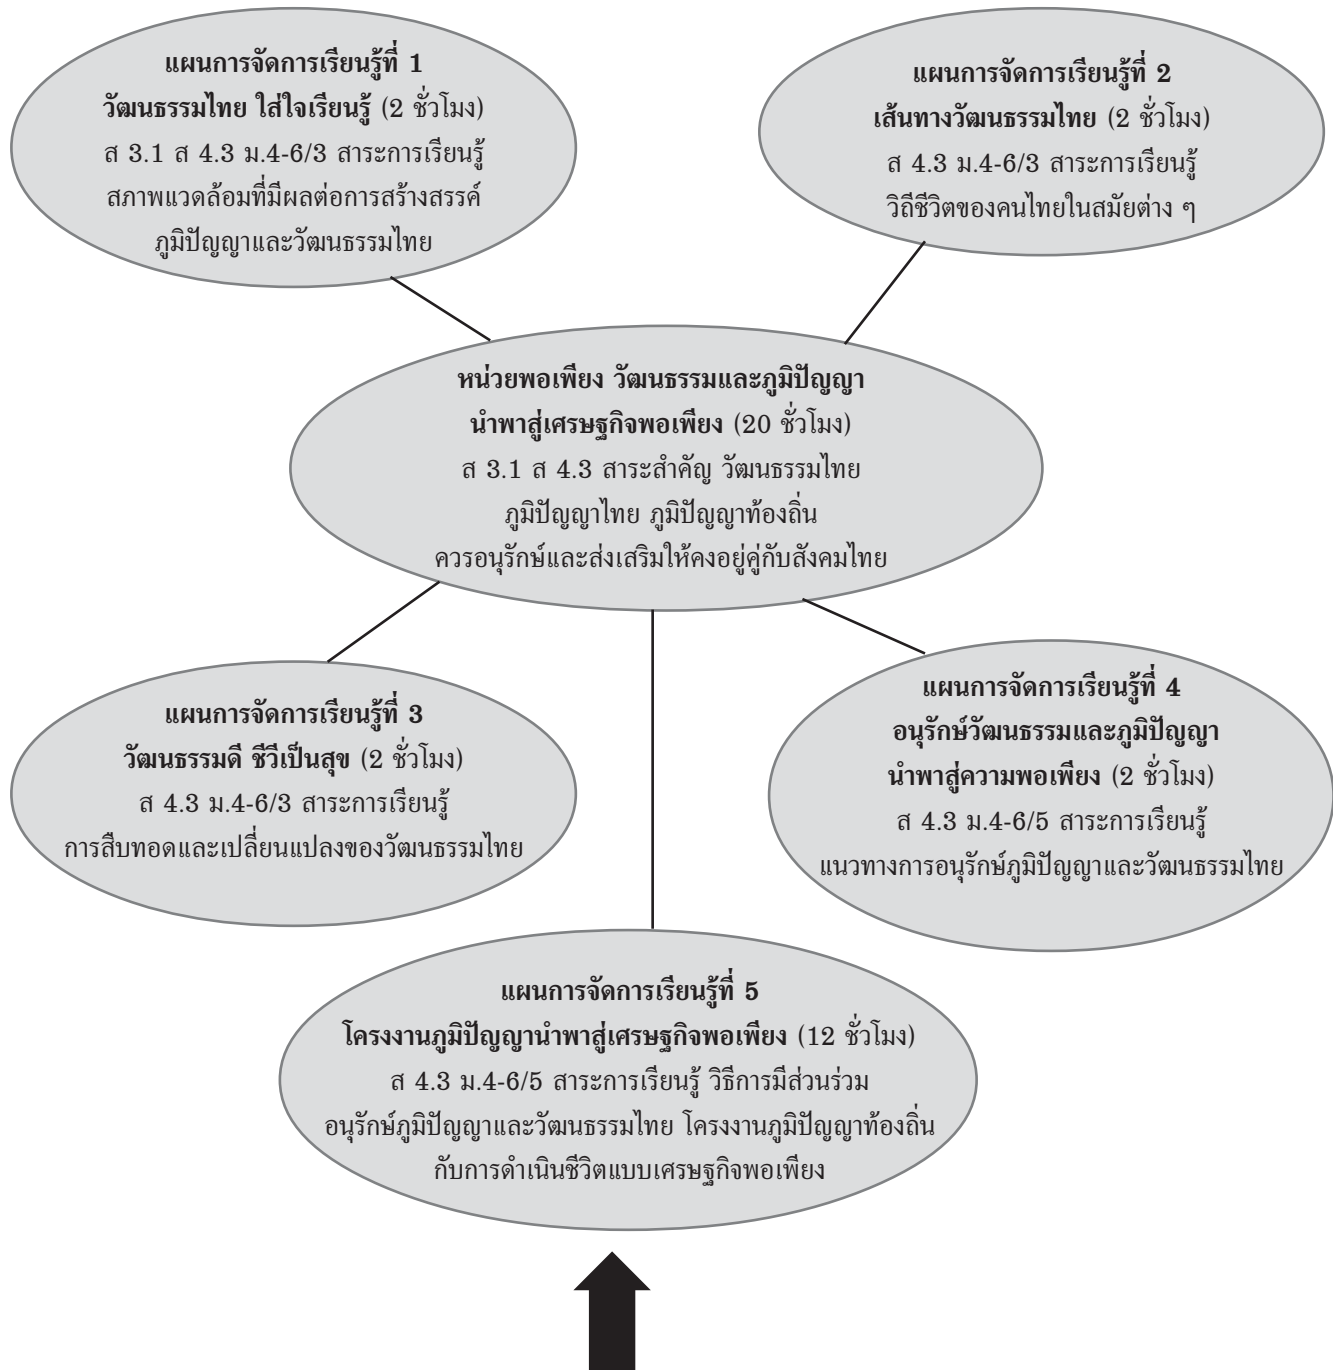 แผนการจัดการเรียนรู้ที่ 1
วัฒนธรรมไทย ใส่ใจเรียนรู้ (2 ชั่วโมง)
ส 3.1 ส 4.3 ม.4-6/3 สาระการเรียนรู้
สภาพแวดล้อมที่มีผลต่อการสร้างสรรค์
ภูมิปัญญาและวัฒนธรรมไทย
แผนการจัดการเรียนรู้ที่ 2
เส้นทางวัฒนธรรมไทย (2 ชั่วโมง)
ส 4.3 ม.4-6/3 สาระการเรียนรู้
วิถีชีวิตของคนไทยในสมัยต่าง ๆ
หน่วยพอเพียง วัฒนธรรมและภูมิปัญญา
นำพาสู่เศรษฐกิจพอเพียง (20 ชั่วโมง)
ส 3.1 ส 4.3 สาระสำคัญ วัฒนธรรมไทย
ภูมิปัญญาไทย ภูมิปัญญาท้องถิ่น
ควรอนุรักษ์และส่งเสริมให้คงอยู่คู่กับสังคมไทย
แผนการจัดการเรียนรู้ที่ 3
วัฒนธรรมดี ชีวีเป็นสุข (2 ชั่วโมง)
ส 4.3 ม.4-6/3 สาระการเรียนรู้
การสืบทอดและเปลี่ยนแปลงของวัฒนธรรมไทย
แผนการจัดการเรียนรู้ที่ 4
อนุรักษ์วัฒนธรรมและภูมิปัญญา
นำพาสู่ความพอเพียง (2 ชั่วโมง)
ส 4.3 ม.4-6/5 สาระการเรียนรู้
แนวทางการอนุรักษ์ภูมิปัญญาและวัฒนธรรมไทย
แผนการจัดการเรียนรู้ที่ 5
โครงงานภูมิปัญญานำพาสู่เศรษฐกิจพอเพียง (12 ชั่วโมง)
ส 4.3 ม.4-6/5 สาระการเรียนรู้ วิธีการมีส่วนร่วม
อนุรักษ์ภูมิปัญญาและวัฒนธรรมไทย โครงงานภูมิปัญญาท้องถิ่น
กับการดำเนินชีวิตแบบเศรษฐกิจพอเพียง